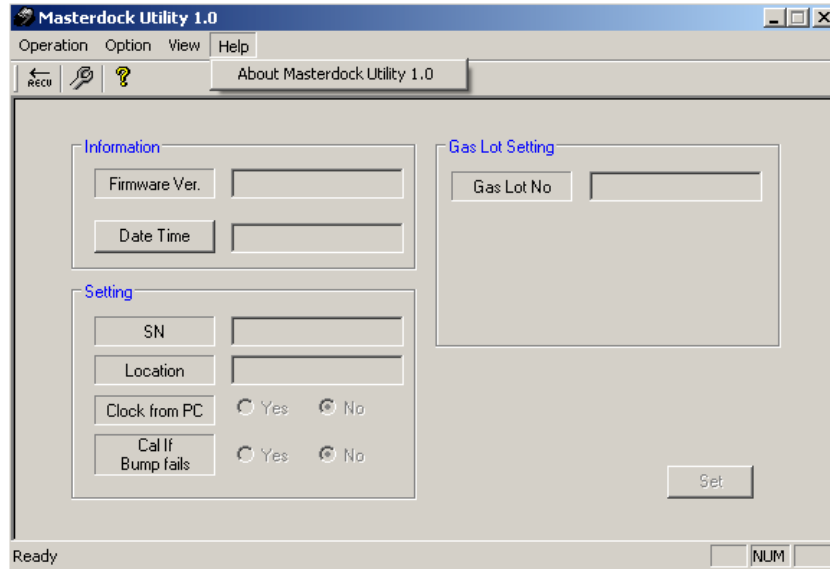 Masterdock Utility 1.0
Operation Option View Help
RECV
About Masterdock Utility 1.0
Information
Firmware Ver.
Date Time
Gas Lot Setting
Gas Lot No
Setting
SN
Location
Clock from PC Yes No
Cal If
Bump fails Yes No
Set
Ready NUM